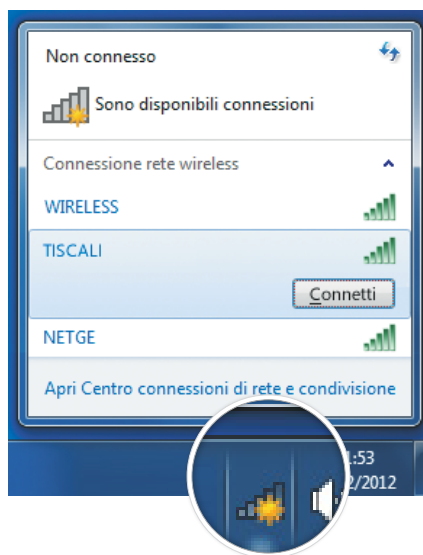 Non connesso
Sono disponibili connessioni
Connessione rete wireless
WIRELESS
TISCALI
Connetti
NETGE
Apri Centro connessioni di rete e condivisione
1:53
2/2012